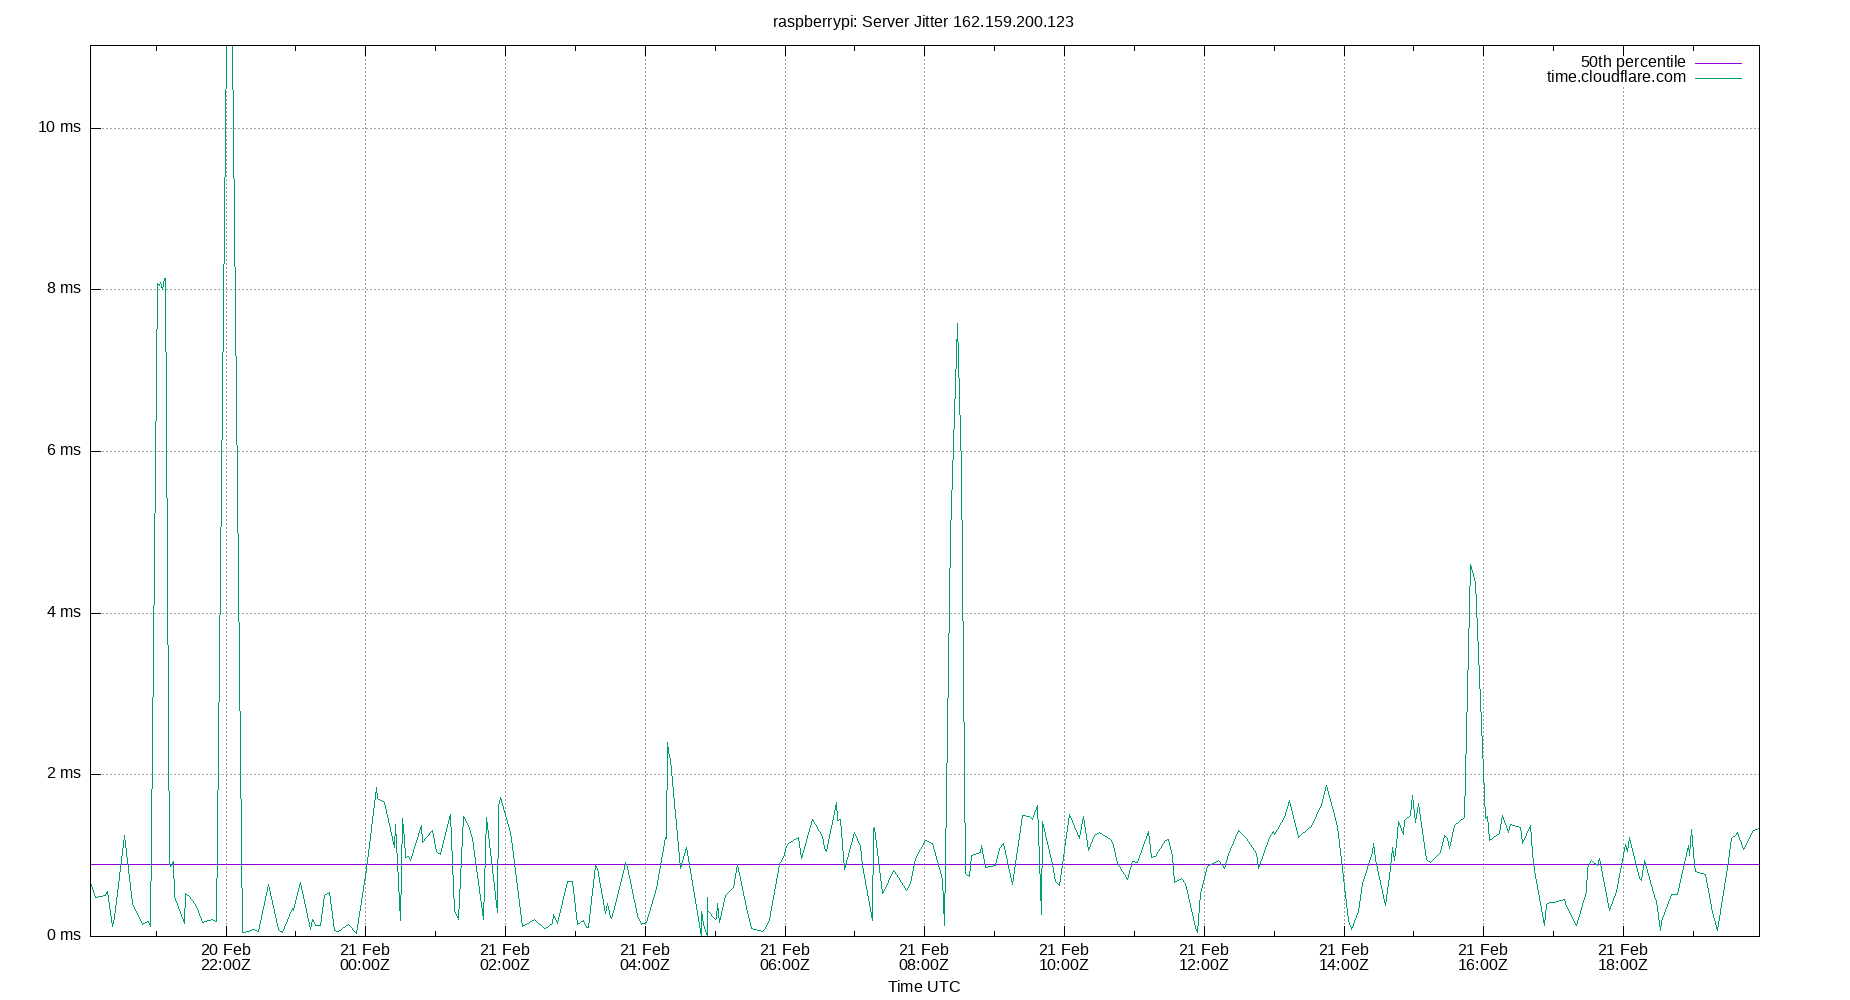 raspberrypi: Server Jitter 162.159.200.123
50th percentile
time.cloudflare.com
10 ms
8 ms
6 ms
4 ms
2 ms
0 ms
20 Feb 21 Feb 21 Feb 21 Feb 21 Feb 21 Feb 21 Feb 21 Feb 21 Feb 21 Feb 21 Feb
22:00Z 00:00Z 02:00Z 04:00Z 06:00Z 08:00Z 10:00Z 12:00Z 14:00Z 16:00Z 18:00Z
Time UTC